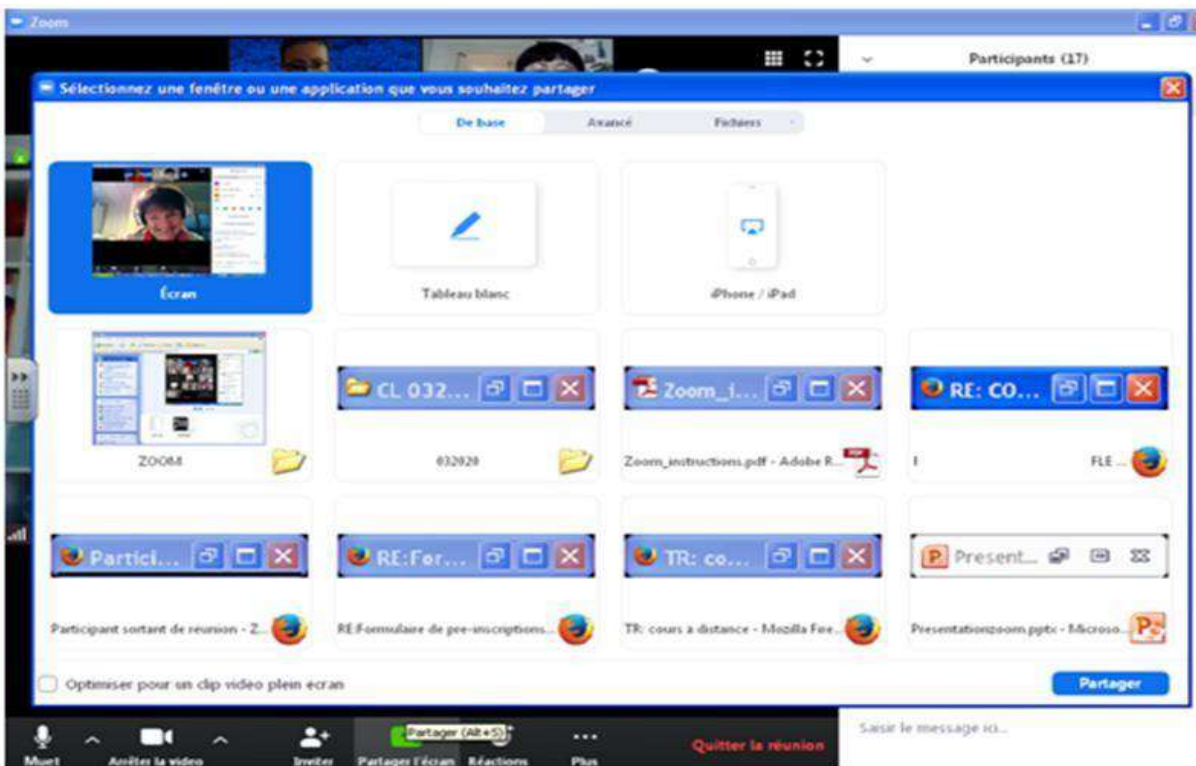 Zoom
Participants (17)
Sélectionnez une fenêtre ou une application que vous souhaitez partager
De base Avancé Fichiers
Écran Tableau blanc iPhone / iPad
CL 032... Zoom_i... RE: CO...
ZOOM 032020 Zoom_instructions.pdf - Adobe R... FLE ...
Partici... RE:For... TR: co... Present...
Participant sortant de reunion - Z... RE:Formulaire de pre-inscriptions... TR: cours a distance - Mozilla Fire... Presentationzoom.pptx - Microso...
Optimiser pour un clip video plein ecran Partager
Partager (Alt+S) Saisir le message ici...
Muet Arrêter la video Inviter Partager l'écran Réactions Plus Quitter la réunion